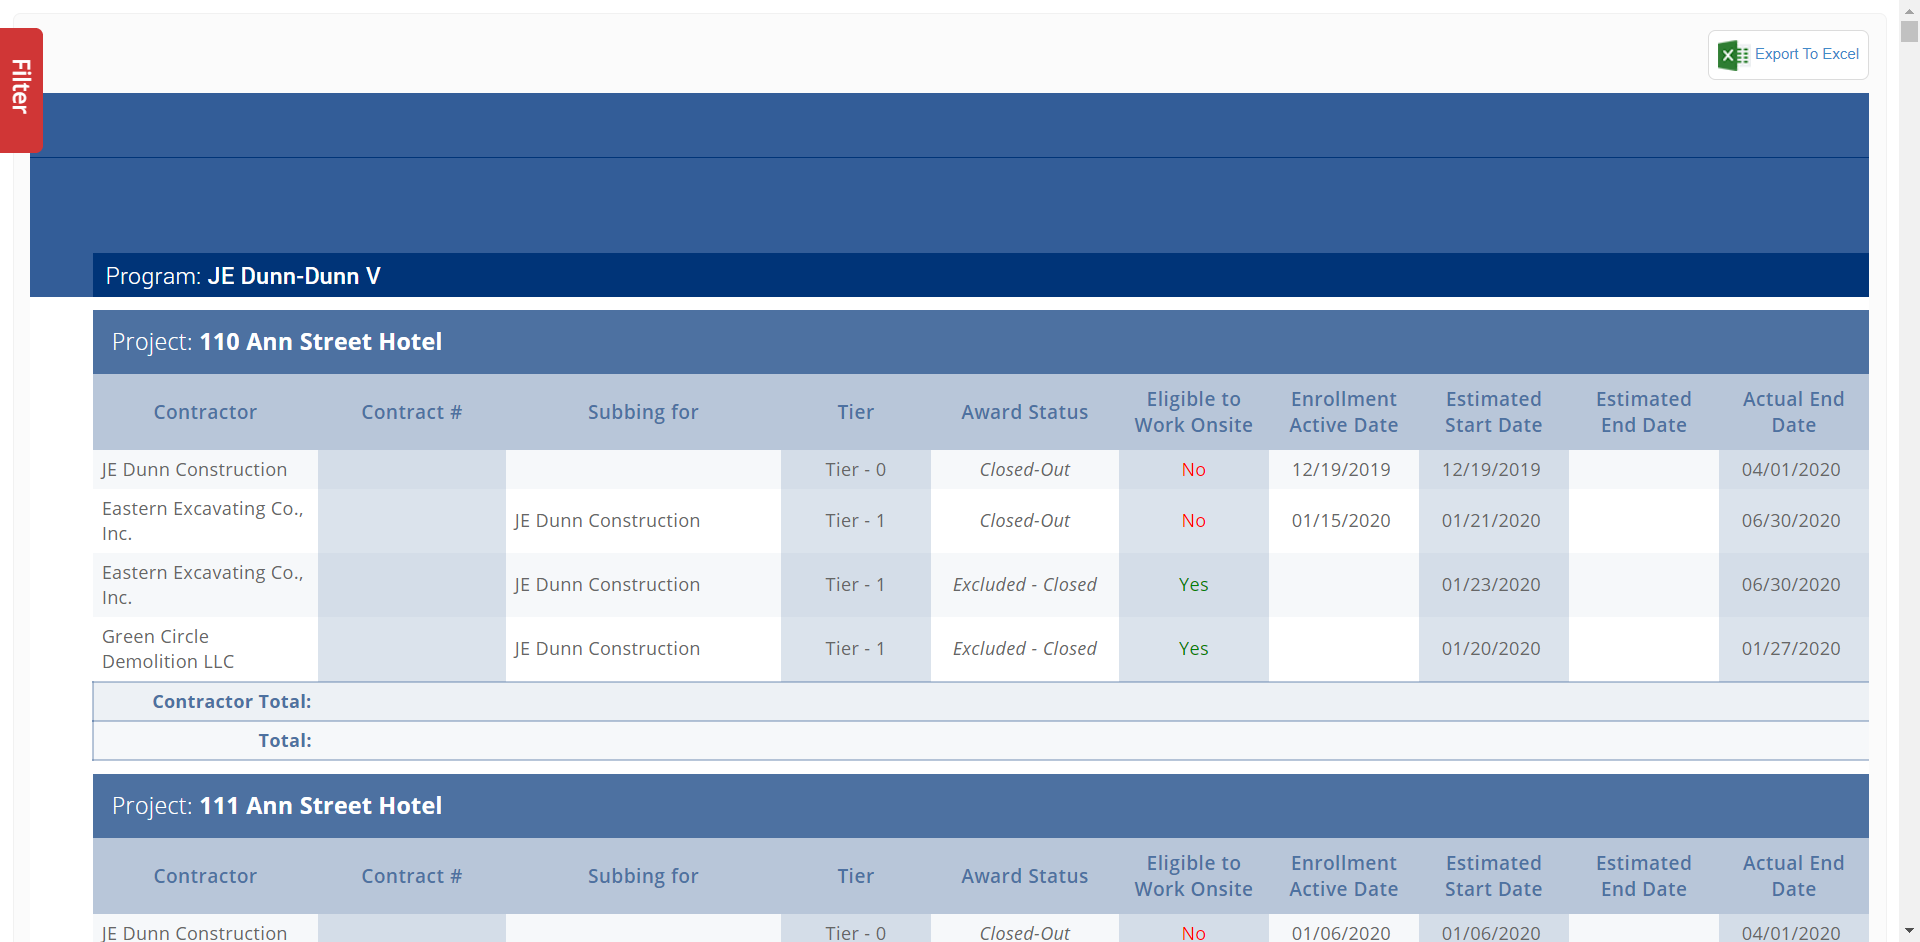 Filter
Export To Excel
Program: JE Dunn-Dunn V
Project: 110 Ann Street Hotel
Contractor Contract # Subbing for Tier Award Status Eligible to Work Onsite Enrollment Active Date Estimated Start Date Estimated End Date Actual End Date
JE Dunn Construction Tier - 0 Closed-Out No 12/19/2019 12/19/2019 04/01/2020
Eastern Excavating Co., Inc. JE Dunn Construction Tier - 1 Closed-Out No 01/15/2020 01/21/2020 06/30/2020
Eastern Excavating Co., Inc. JE Dunn Construction Tier - 1 Excluded - Closed Yes 01/23/2020 06/30/2020
Green Circle Demolition LLC JE Dunn Construction Tier - 1 Excluded - Closed Yes 01/20/2020 01/27/2020
Contractor Total:
Total:
Project: 111 Ann Street Hotel
Contractor Contract # Subbing for Tier Award Status Eligible to Work Onsite Enrollment Active Date Estimated Start Date Estimated End Date Actual End Date
JE Dunn Construction Tier - 0 Closed-Out No 01/06/2020 01/06/2020 04/01/2020